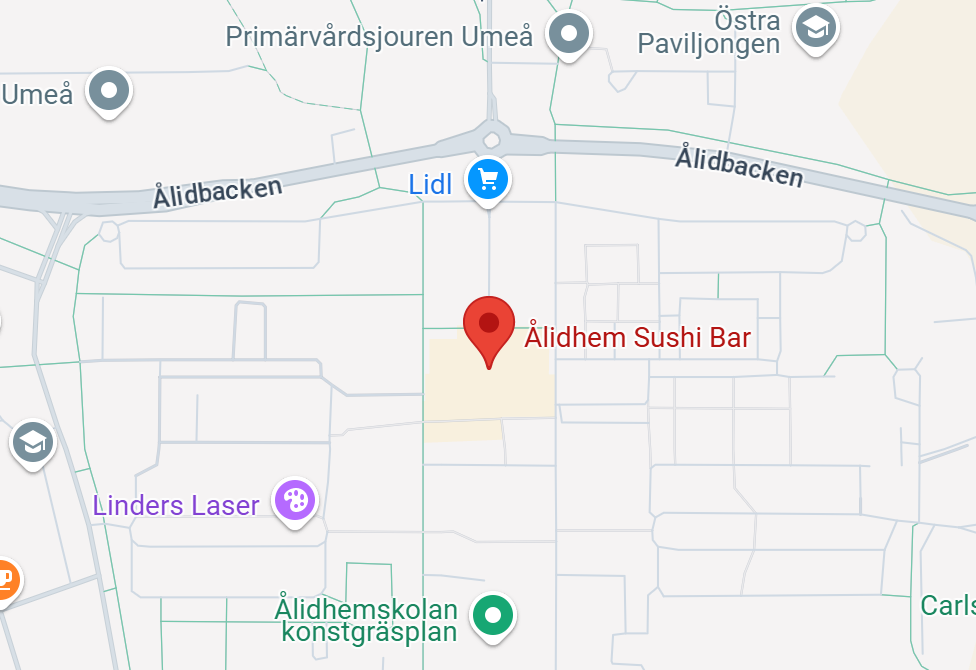 Östra
Paviljongen
Primärvårdsjouren Umeå
Umeå
Ålidbacken
Ålidbacken
Lidl
Ålidhem Sushi Bar
Linders Laser
Ålidhemskolan
konstgräsplan
Carls